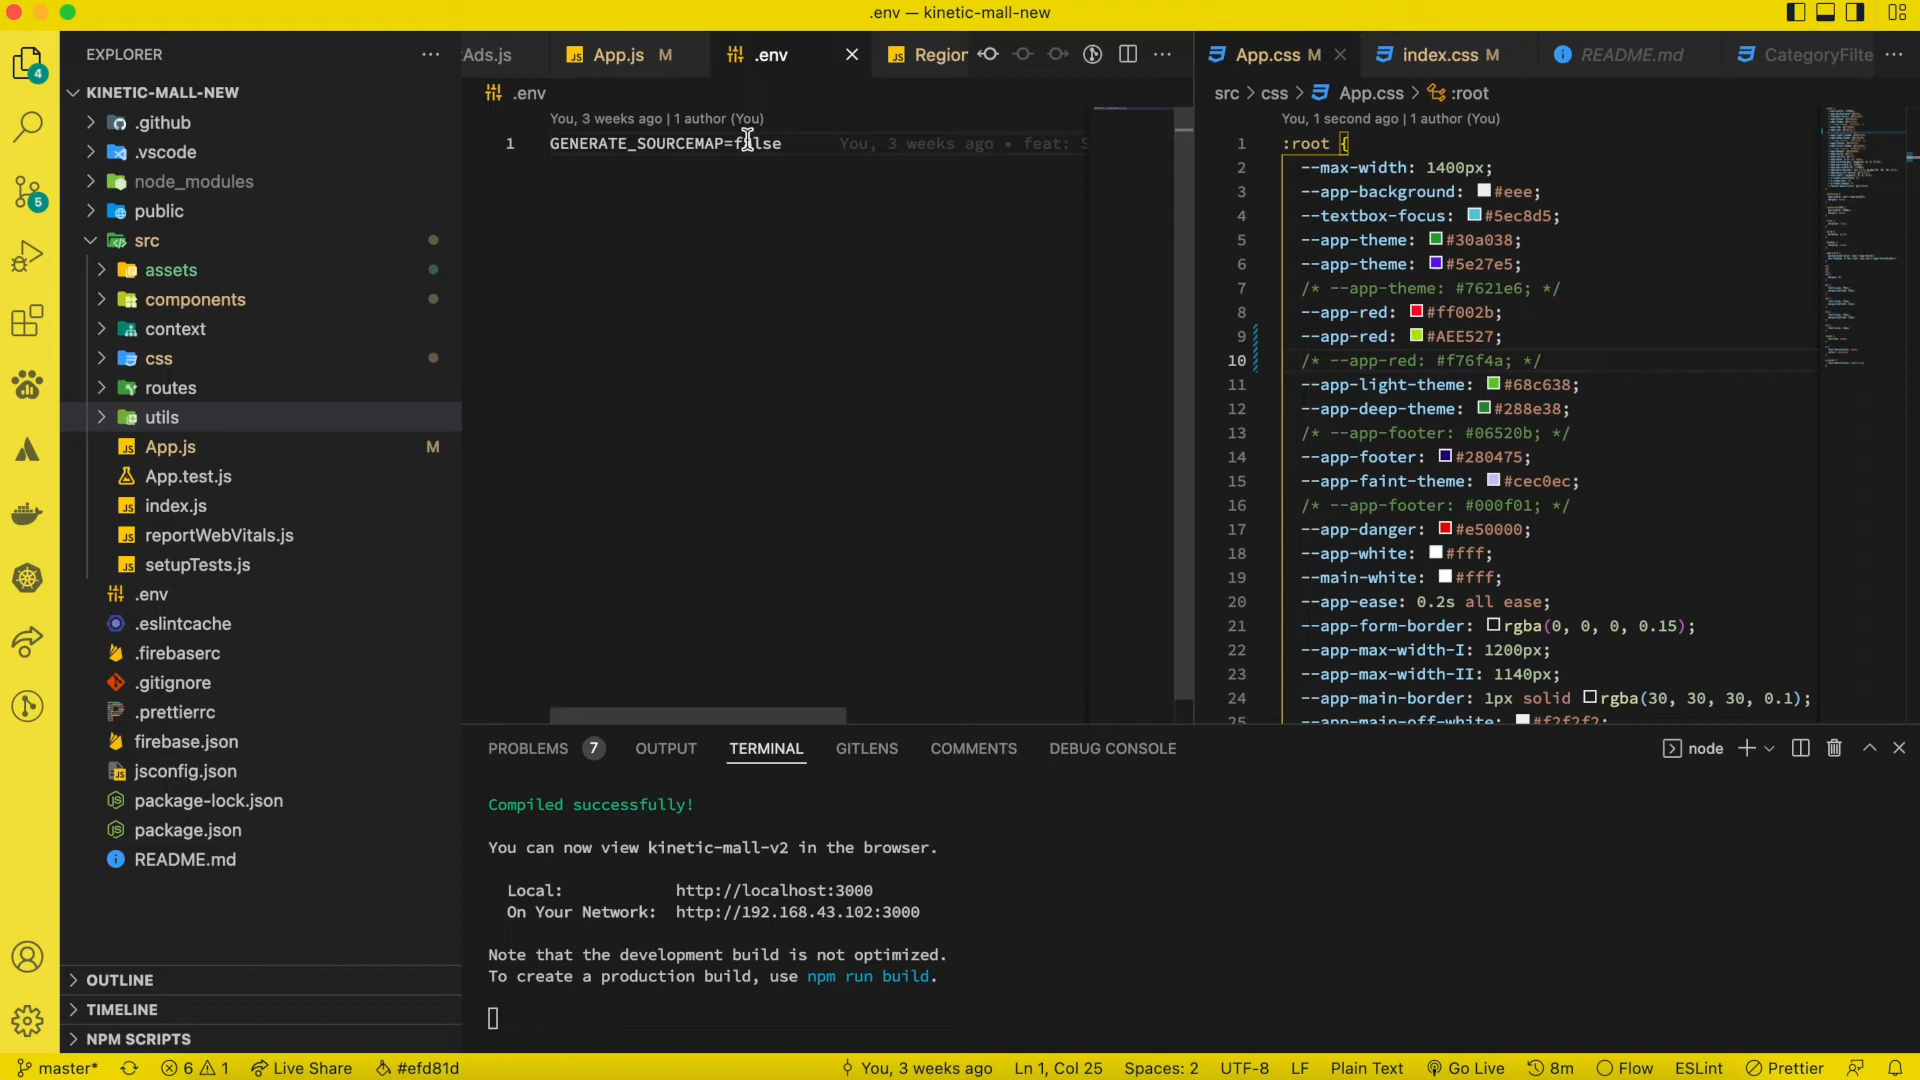 .env — kinetic-mall-new
4
5
EXPLORER
KINETIC-MALL-NEW
.github
.vscode
node_modules
public
src
assets
components
context
css
routes
utils
App.js M
App.test.js
index.js
reportWebVitals.js
setupTests.js
.env
.eslintcache
.firebaserc
.gitignore
.prettierrc
firebase.json
jsconfig.json
package-lock.json
package.json
README.md
OUTLINE
TIMELINE
NPM SCRIPTS
Ads.js
App.js M
.env
Region
.env
You, 3 weeks ago | 1 author (You)
1 GENERATE_SOURCEMAP=false You, 3 weeks ago • feat: S
App.css M
index.css M
README.md
CategoryFilte
src > css > App.css > :root
You, 1 second ago | 1 author (You)
1 :root {
2 --max-width: 1400px;
3 --app-background: #eee;
4 --textbox-focus: #5ec8d5;
5 --app-theme: #30a038;
6 --app-theme: #5e27e5;
7 /* --app-theme: #7621e6; */
8 --app-red: #ff002b;
9 --app-red: #AEE527;
10 /* --app-red: #f76f4a; */
11 --app-light-theme: #68c638;
12 --app-deep-theme: #288e38;
13 /* --app-footer: #06520b; */
14 --app-footer: #280475;
15 --app-faint-theme: #cec0ec;
16 /* --app-footer: #000f01; */
17 --app-danger: #e50000;
18 --app-white: #fff;
19 --main-white: #fff;
20 --app-ease: 0.2s all ease;
21 --app-form-border: rgba(0, 0, 0, 0.15);
22 --app-max-width-I: 1200px;
23 --app-max-width-II: 1140px;
24 --app-main-border: 1px solid rgba(30, 30, 30, 0.1);
25 --app-main-off-white: #f2f2f2;
PROBLEMS 7 OUTPUT TERMINAL GITLENS COMMENTS DEBUG CONSOLE
node
Compiled successfully!
You can now view kinetic-mall-v2 in the browser.
Local: http://localhost:3000
On Your Network: http://192.168.43.102:3000
Note that the development build is not optimized.
To create a production build, use npm run build.
master* 6 1 Live Share #efd81d You, 3 weeks ago Ln 1, Col 25 Spaces: 2 UTF-8 LF Plain Text Go Live 8m Flow ESLint Prettier